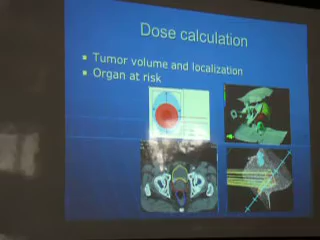 Dose calculation
Tumor volume and localization
Organ at risk